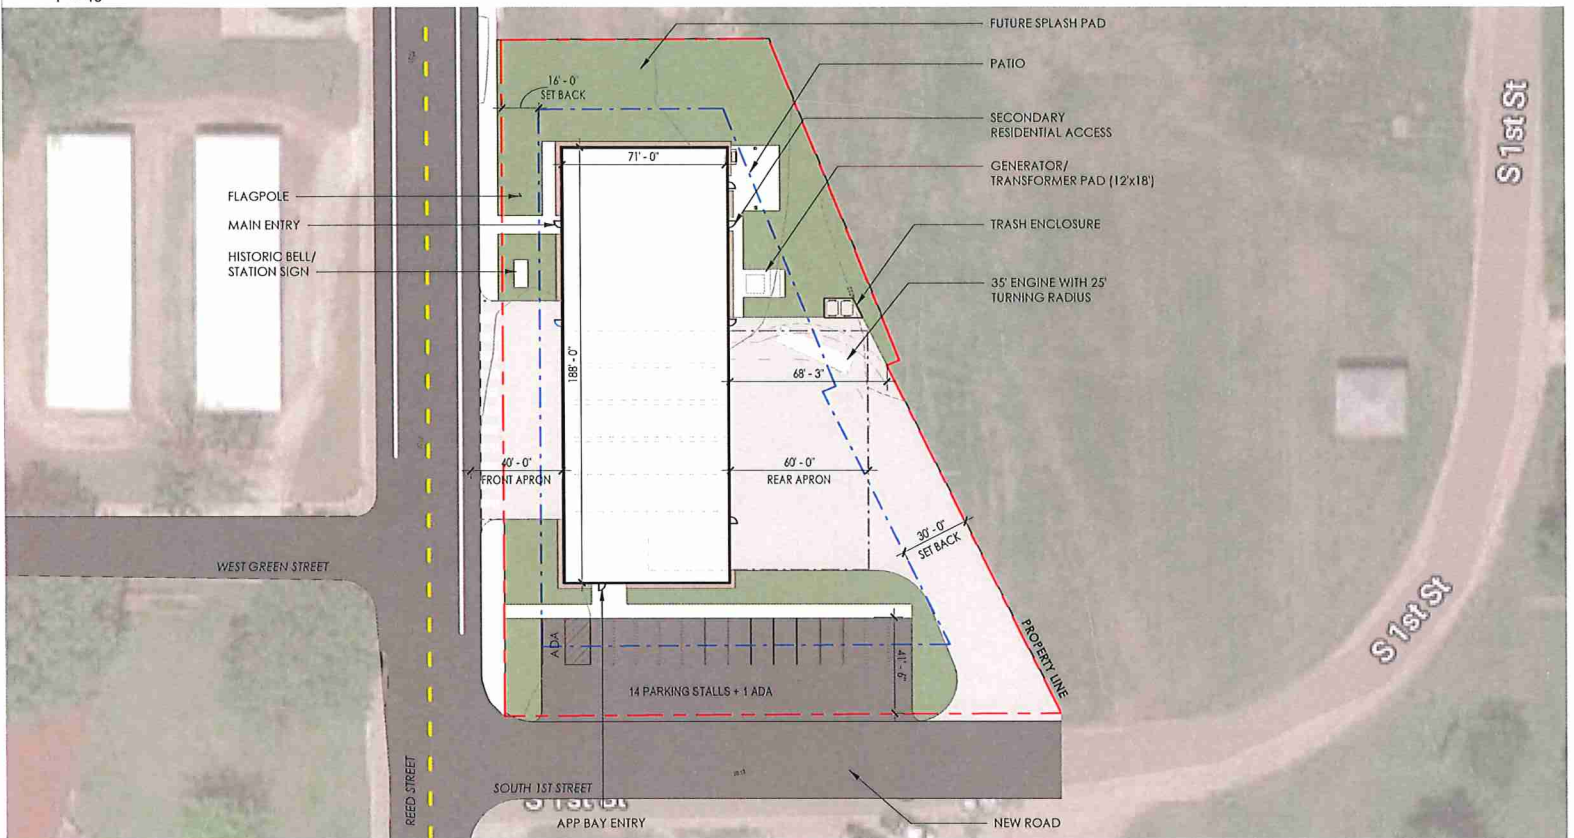 FUTURE SPLASH PAD
PATIO
SECONDARY
RESIDENTIAL ACCESS
GENERATOR/
TRANSFORMER PAD (12'x18')
TRASH ENCLOSURE
35' ENGINE WITH 25'
TURNING RADIUS
16' - 0"
SET BACK
71' - 0"
FLAGPOLE
MAIN ENTRY
HISTORIC BELL/
STATION SIGN
188' - 0"
68' - 3"
40' - 0"
FRONT APRON
60' - 0"
REAR APRON
30' - 0"
SET BACK
WEST GREEN STREET
ADA
41' - 6"
14 PARKING STALLS + 1 ADA
PROPERTY LINE
REED STREET
SOUTH 1ST STREET
S 1st St
APP BAY ENTRY
NEW ROAD
S 1st St
S 1st St